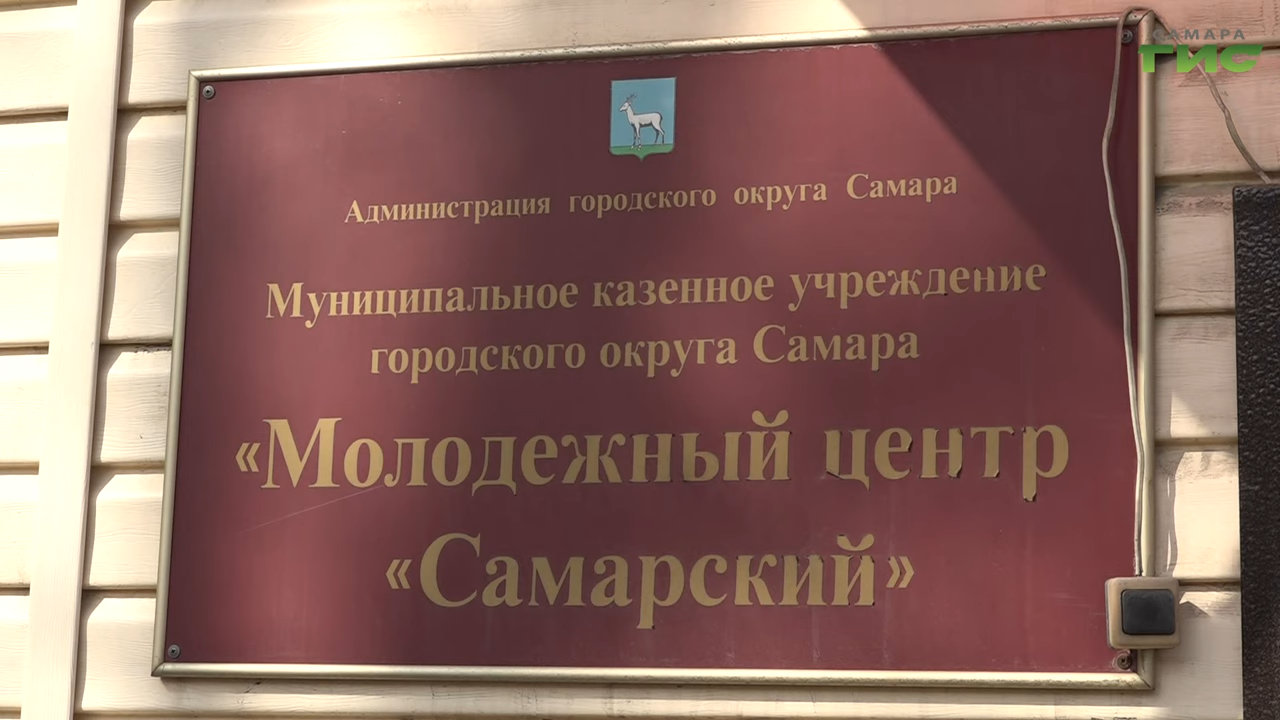 САМАРА
ГИС
Администрация городского округа Самара
Муниципальное казенное учреждение
городского округа Самара
«Молодежный центр
«Самарский»